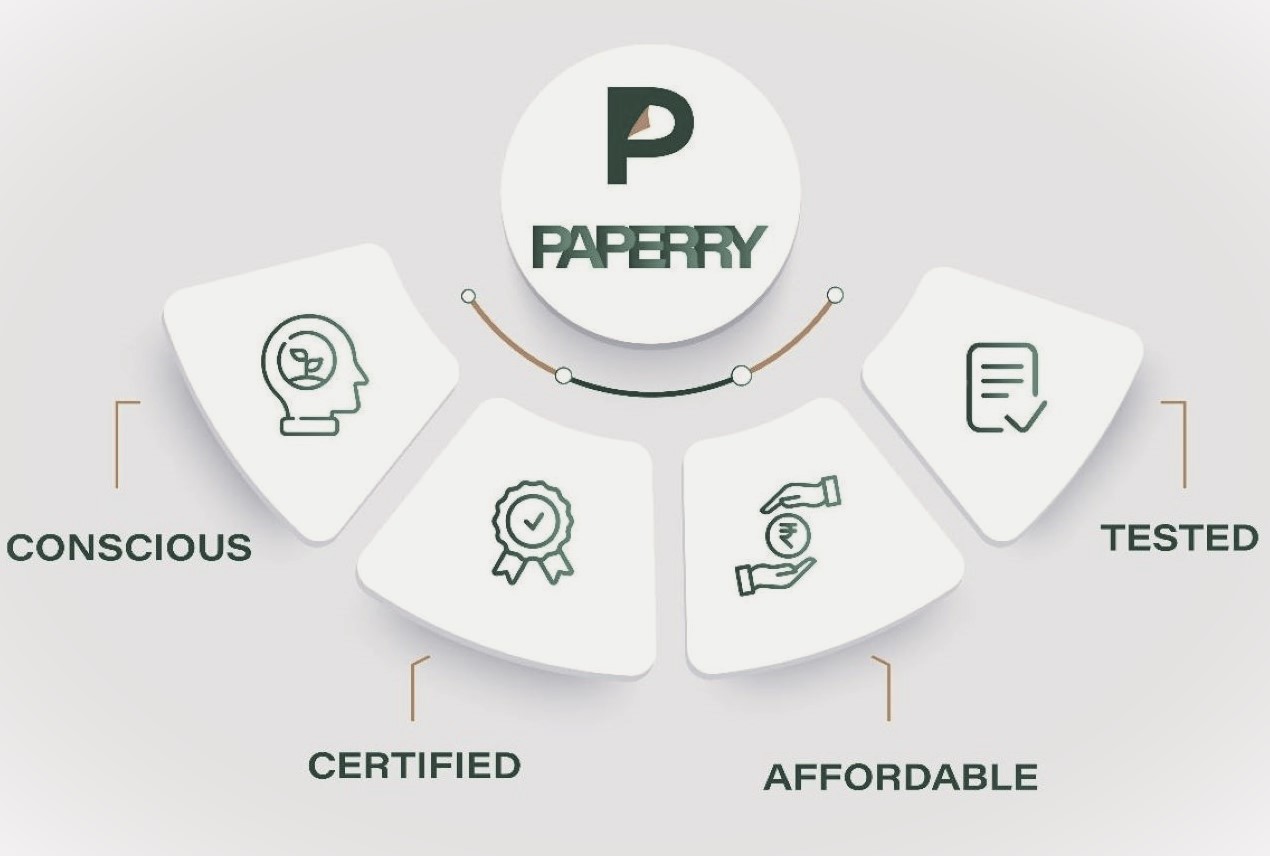 P
PAPERRY
CONSCIOUS
CERTIFIED
₹
AFFORDABLE
TESTED